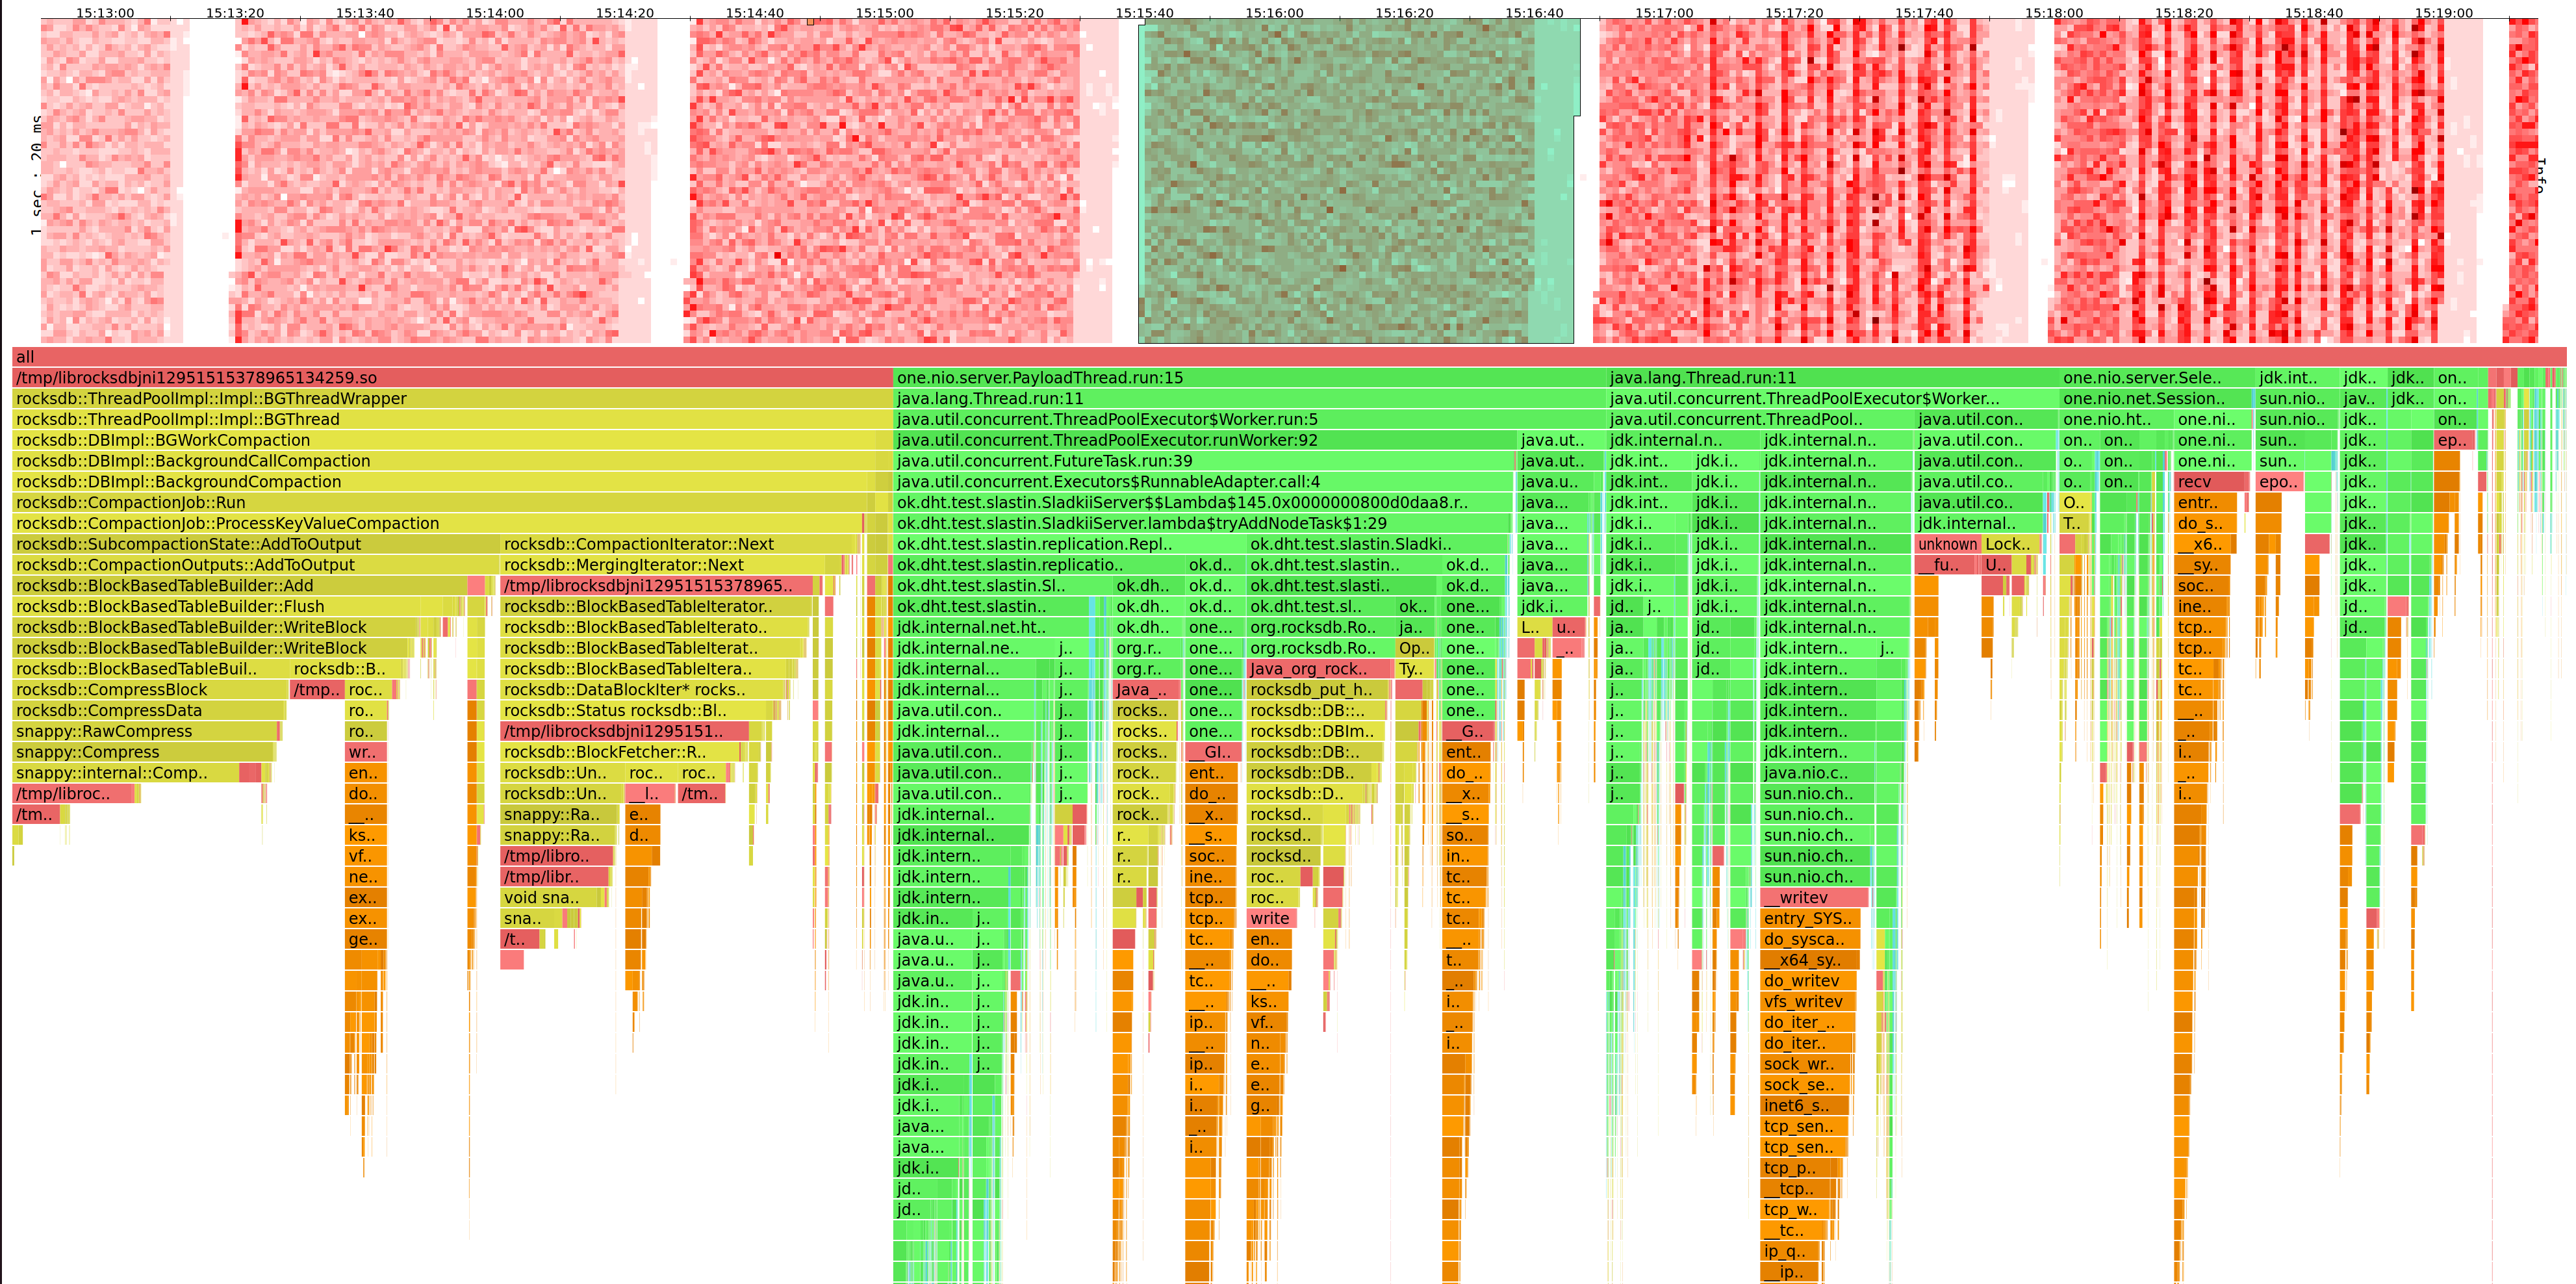 15:13:00 15:13:20 15:13:40 15:14:00 15:14:20 15:14:40 15:15:00 15:15:20 15:15:40 15:16:00 15:16:20 15:16:40 15:17:00 15:17:20 15:17:40 15:18:00 15:18:20 15:18:40 15:19:00
1 sec : 20 ms
all
/tmp/librocksdbjni12951515378965134259.so one.nio.server.PayloadThread.run:15 java.lang.Thread.run:11 one.nio.server.Sele.. jdk.int.. jdk.. jdk.. on..
rocksdb::ThreadPoolImpl::Impl::BGThreadWrapper java.lang.Thread.run:11 java.util.concurrent.ThreadPoolExecutor$Worker... one.nio.net.Session.. sun.nio.. jav.. jdk.. on..
rocksdb::ThreadPoolImpl::Impl::BGThread java.util.concurrent.ThreadPoolExecutor$Worker.run:5 java.util.concurrent.ThreadPool.. java.util.con.. one.nio.ht.. one.ni.. sun.nio.. jdk.. on..
rocksdb::DBImpl::BGWorkCompaction java.util.concurrent.ThreadPoolExecutor.runWorker:92 java.ut.. jdk.internal.n.. jdk.internal.n.. java.util.con.. on.. on.. one.ni.. sun.. jdk.. ep..
rocksdb::DBImpl::BackgroundCallCompaction java.util.concurrent.FutureTask.run:39 java.ut.. jdk.int.. jdk.i.. jdk.internal.n.. java.util.con.. o.. on.. one.ni.. sun.. jdk..
rocksdb::DBImpl::BackgroundCompaction java.util.concurrent.Executors$RunnableAdapter.call:4 java.u.. jdk.int.. jdk.i.. jdk.internal.n.. java.util.co.. o.. on.. recv epo.. jdk..
rocksdb::CompactionJob::Run ok.dht.test.slastin.SladkiiServer$$Lambda$145.0x0000000800d0daa8.r.. java... jdk.int.. jdk.i.. jdk.internal.n.. java.util.co.. O.. entr.. jdk..
rocksdb::CompactionJob::ProcessKeyValueCompaction ok.dht.test.slastin.SladkiiServer.lambda$tryAddNodeTask$1:29 java... jdk.i.. jdk.i.. jdk.internal.n.. jdk.internal.. T.. do_s.. jdk..
rocksdb::SubcompactionState::AddToOutput rocksdb::CompactionIterator::Next ok.dht.test.slastin.replication.Repl.. ok.dht.test.slastin.Sladki.. java... jdk.i.. jdk.i.. jdk.internal.n.. unknown Lock.. __x6.. jdk..
rocksdb::CompactionOutputs::AddToOutput rocksdb::MergingIterator::Next ok.dht.test.slastin.replicatio.. ok.d.. ok.dht.test.slastin.. ok.d.. java... jdk.i.. jdk.i.. jdk.internal.n.. __fu.. U.. __sy.. jdk..
rocksdb::BlockBasedTableBuilder::Add /tmp/librocksdbjni12951515378965.. ok.dht.test.slastin.Sl.. ok.dh.. ok.d.. ok.dht.test.slasti.. ok.d.. java... jdk.i.. jdk.i.. jdk.internal.n.. soc.. jdk..
rocksdb::BlockBasedTableBuilder::Flush rocksdb::BlockBasedTableIterator.. ok.dht.test.slastin.. ok.dh.. ok.d.. ok.dht.test.sl.. ok.. one... jdk.i.. jd.. j.. jdk.i.. jdk.internal.n.. ine.. jd..
rocksdb::BlockBasedTableBuilder::WriteBlock rocksdb::BlockBasedTableIterato.. jdk.internal.net.ht.. ok.dh.. one... org.rocksdb.Ro.. ja.. one.. L.. u.. ja.. jd.. jdk.internal.n.. tcp.. jd..
rocksdb::BlockBasedTableBuilder::WriteBlock rocksdb::BlockBasedTableIterat.. jdk.internal.ne.. j.. org.r.. one... org.rocksdb.Ro.. Op.. one.. _.. ja.. jd.. jdk.intern.. j.. tcp..
rocksdb::BlockBasedTableBuil.. rocksdb::B.. rocksdb::BlockBasedTableItera.. jdk.internal... j.. org.r.. one... Java_org_rock.. Ty.. one.. ja.. jd.. jdk.intern.. tc..
rocksdb::CompressBlock /tmp.. roc.. rocksdb::DataBlockIter* rocks.. jdk.internal... j.. Java_.. one... rocksdb_put_h.. one.. j.. jdk.intern.. tc..
rocksdb::CompressData ro.. rocksdb::Status rocksdb::Bl.. java.util.con.. j.. rocks.. one... rocksdb::DB::.. one.. j.. jdk.intern.. __..
snappy::RawCompress ro.. /tmp/librocksdbjni1295151.. jdk.internal... j.. rocks.. one... rocksdb::DBIm.. __G.. j.. jdk.intern.. _..
snappy::Compress wr.. rocksdb::BlockFetcher::R.. java.util.con.. j.. rocks.. __GI.. rocksdb::DB:.. ent.. j.. jdk.intern.. i..
snappy::internal::Comp.. en.. rocksdb::Un.. roc.. roc.. java.util.con.. j.. rock.. ent.. rocksdb::DB.. do_.. j.. java.nio.c.. _..
/tmp/libroc.. do.. rocksdb::Un.. __l.. /tm.. java.util.con.. j.. rock.. do_.. rocksdb::D.. __x.. j.. sun.nio.ch.. i..
/tm.. __.. snappy::Ra.. e.. jdk.internal.. rock.. __x.. rocksd.. __s.. sun.nio.ch..
ks.. snappy::Ra.. d.. jdk.internal.. r.. __s.. rocksd.. so.. sun.nio.ch..
vf.. /tmp/libro.. jdk.intern.. r.. soc.. rocksd.. in.. sun.nio.ch..
ne.. /tmp/libr.. jdk.intern.. r.. ine.. roc.. tc.. sun.nio.ch..
ex.. void sna.. jdk.intern.. tcp.. roc.. tc.. __writev
ex.. sna.. jdk.in.. j.. tcp.. write tc.. entry_SYS..
ge.. /t.. java.u.. j.. tc.. en.. __.. do_sysca..
java.u.. j.. __.. do.. t.. __x64_sy..
java.u.. j.. tc.. __.. _.. do_writev
jdk.in.. j.. __.. ks.. i.. vfs_writev
jdk.in.. j.. ip.. vf.. _.. do_iter_..
jdk.in.. j.. __.. n.. i.. do_iter..
jdk.in.. j.. ip.. e.. sock_wr..
jdk.i.. i.. e.. sock_se..
jdk.i.. i.. g.. inet6_s..
java... _.. tcp_sen..
java... i.. tcp_sen..
jdk.i.. tcp_p..
jd.. __tcp..
jd.. tcp_w..
__tc..
ip_q..
__ip..